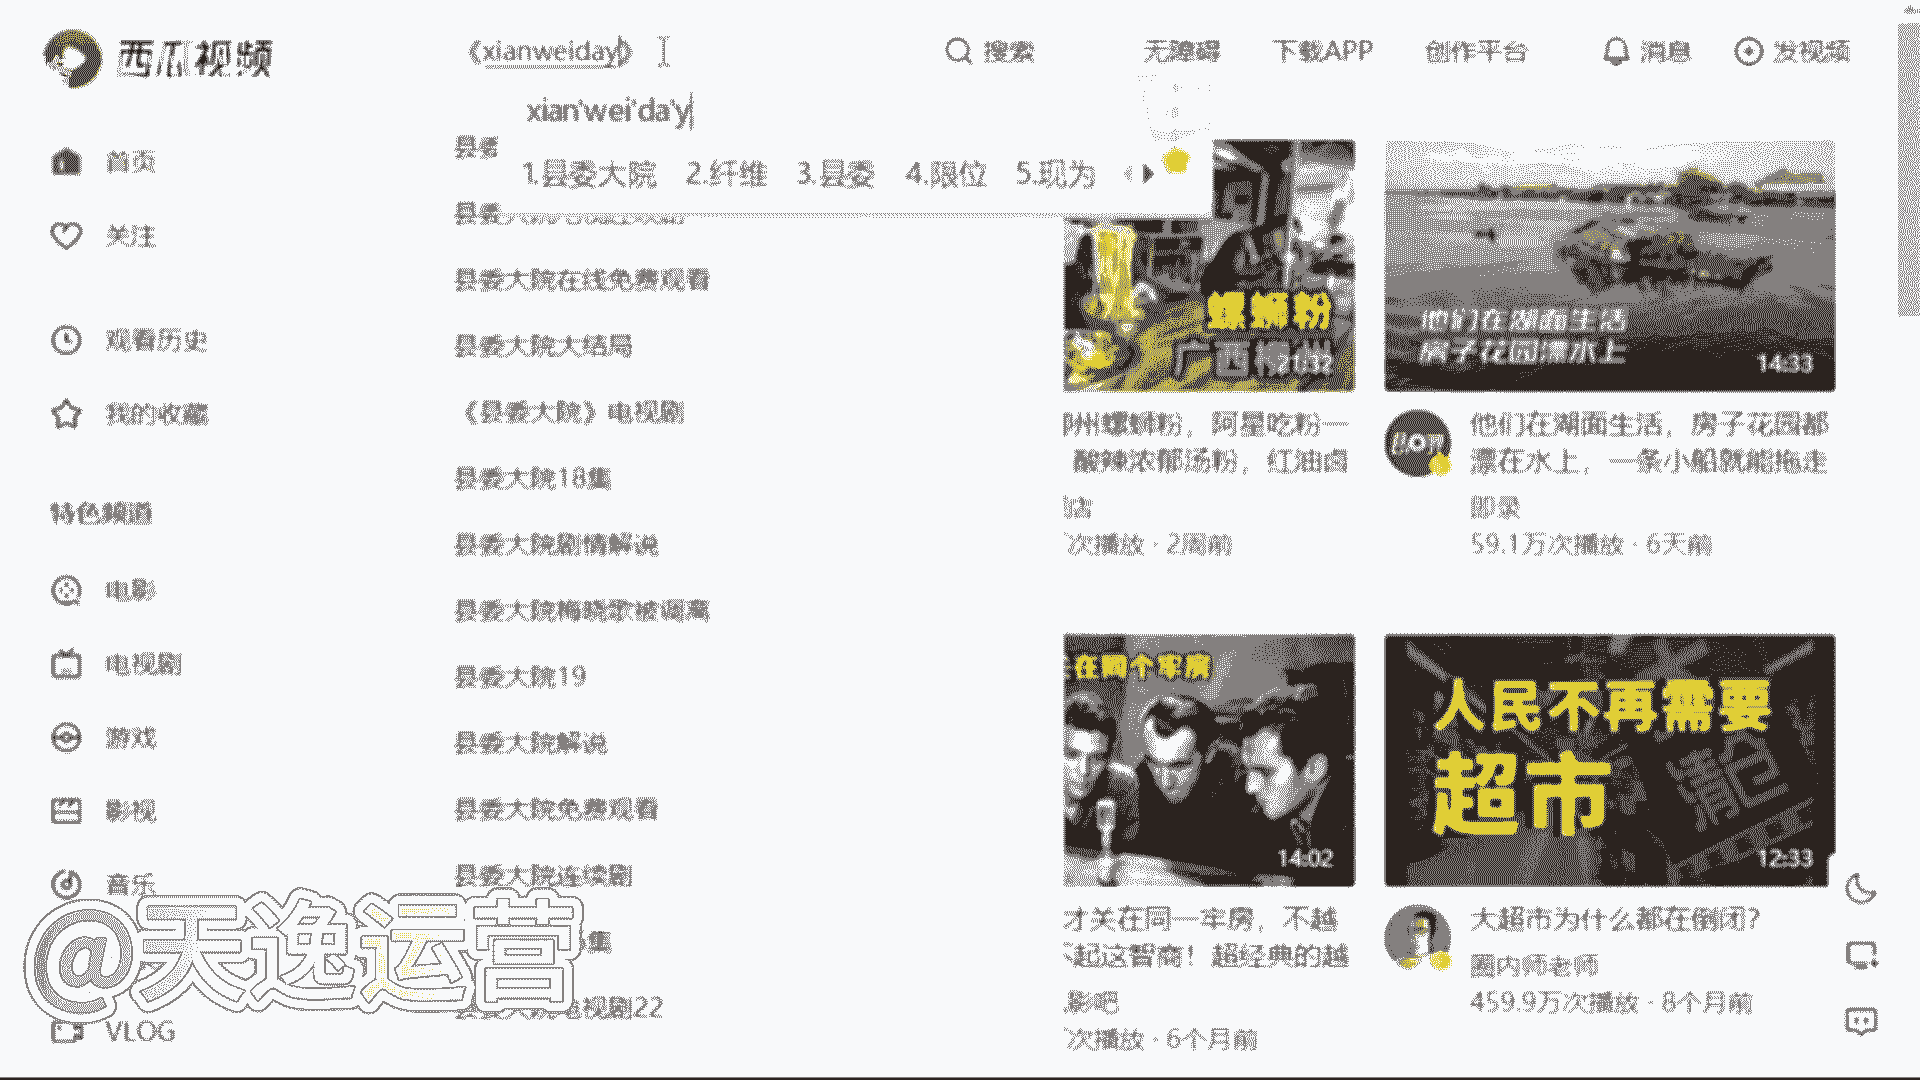 西瓜视频
《xianweiday》
搜索
无障碍
下载APP
创作平台
消息
发视频
xian'wei'da'y
1.县委大院 2.纤维 3.县委 4.限位 5.现为
首页
关注
观看历史
我的收藏
特色频道
电影
电视剧
游戏
影视
音乐
VLOG
县委
县委
县委大院在线免费观看
县委大院大结局
《县委大院》电视剧
县委大院18集
县委大院剧情解说
县委大院梅晓歌被调离
县委大院19
县委大院解说
县委大院免费观看
县委大院连续剧
集
电视剧22
螺蛳粉
广西柳州
21:32
州螺蛳粉，阿星吃粉一
酸辣浓郁汤粉，红油卤
店
次播放 · 2周前
他们在湖面生活
房子花园漂水上
14:33
他们在湖面生活，房子花园都
漂在水上，一条小船就能拖走
即录
59.1万次播放 · 6天前
在同个牢房
14:02
才关在同一牢房，不越
起这智商！超经典的越
影吧
次播放 · 6个月前
人民不再需要
超市
清仓
12:33
大超市为什么都在倒闭？
圈内师老师
459.9万次播放 · 8个月前
@天逸运营